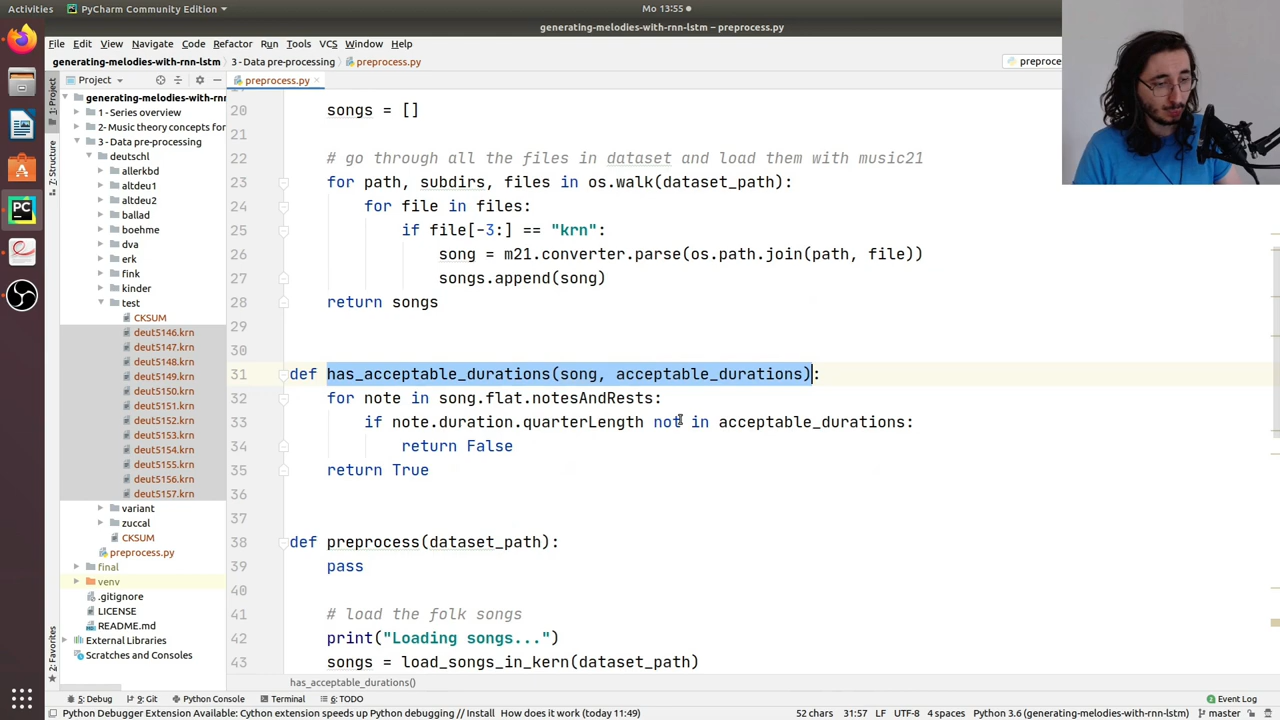 Activities
PyCharm Community Edition
Mo 13:55
generating-melodies-with-rnn-lstm – preprocess.py
File Edit View Navigate Code Refactor Run Tools VCS Window Help
generating-melodies-with-rnn-lstm 3 - Data pre-processing preprocess.py
preproce
Project
preprocess.py
1: Project
7: Structure
2: Favorites
generating-melodies-with-rnn
1 - Series overview
2- Music theory concepts for
3 - Data pre-processing
deutschl
allerkbd
altdeu1
altdeu2
ballad
boehme
dva
erk
fink
kinder
test
CKSUM
deut5146.krn
deut5147.krn
deut5148.krn
deut5149.krn
deut5150.krn
deut5151.krn
deut5152.krn
deut5153.krn
deut5154.krn
deut5155.krn
deut5156.krn
deut5157.krn
variant
zuccal
CKSUM
preprocess.py
final
venv
.gitignore
LICENSE
README.md
External Libraries
Scratches and Consoles
20 songs = []
21
22 # go through all the files in dataset and load them with music21
23 for path, subdirs, files in os.walk(dataset_path):
24 for file in files:
25 if file[-3:] == "krn":
26 song = m21.converter.parse(os.path.join(path, file))
27 songs.append(song)
28 return songs
29
30
31 def has_acceptable_durations(song, acceptable_durations):
32 for note in song.flat.notesAndRests:
33 if note.duration.quarterLength not in acceptable_durations:
34 return False
35 return True
36
37
38 def preprocess(dataset_path):
39 pass
40
41 # load the folk songs
42 print("Loading songs...")
43 songs = load_songs_in_kern(dataset_path)
has_acceptable_durations()
5: Debug 9: Git Python Console Terminal 6: TODO Event Log
Python Debugger Extension Available: Cython extension speeds up Python debugging // Install How does it work (today 11:49) 52 chars 31:57 LF UTF-8 4 spaces Python 3.6 (generating-melodies-with-rnn-lstm) master